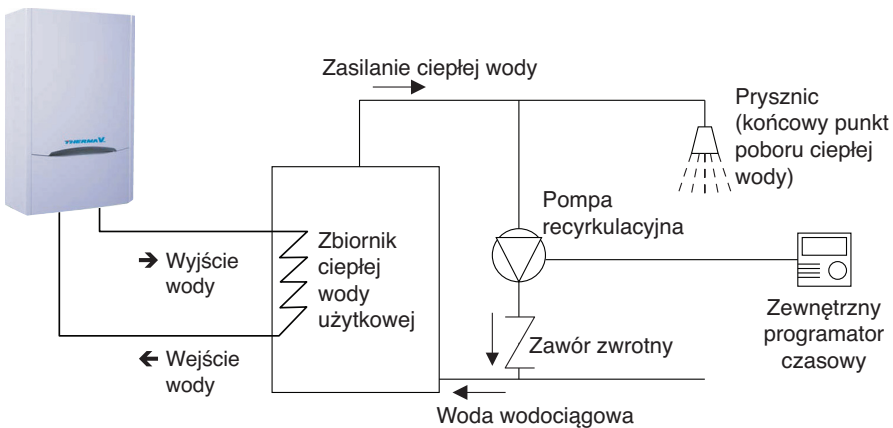 Zasilanie ciepłej wody
Prysznic
(końcowy punkt
poboru ciepłej
wody)
THERMA V.
Pompa
recyrkulacyjna
Zbiornik
ciepłej
wody
użytkowej
→ Wyjście
wody
Zewnętrzny
programator
czasowy
Zawór zwrotny
← Wejście
wody
Woda wodociągowa